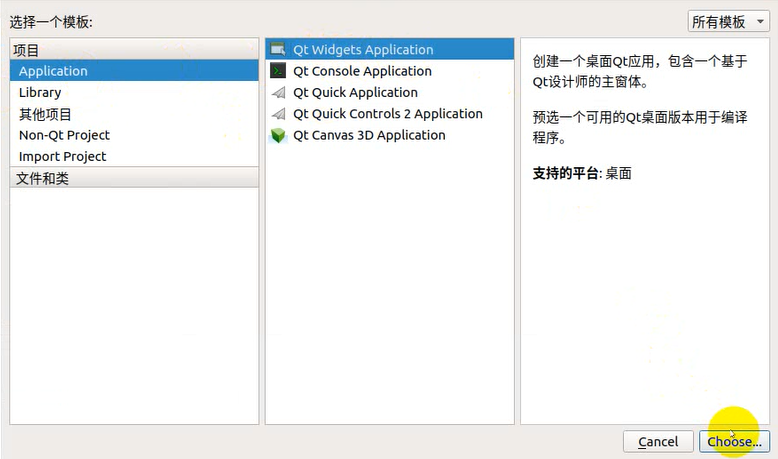 选择一个模板:
所有模板
项目
Application
Library
其他项目
Non-Qt Project
Import Project
文件和类
Qt Widgets Application
Qt Console Application
Qt Quick Application
Qt Quick Controls 2 Application
Qt Canvas 3D Application
创建一个桌面Qt应用，包含一个基于
Qt设计师的主窗体。
预选一个可用的Qt桌面版本用于编译
程序。
支持的平台: 桌面
Cancel
Choose...